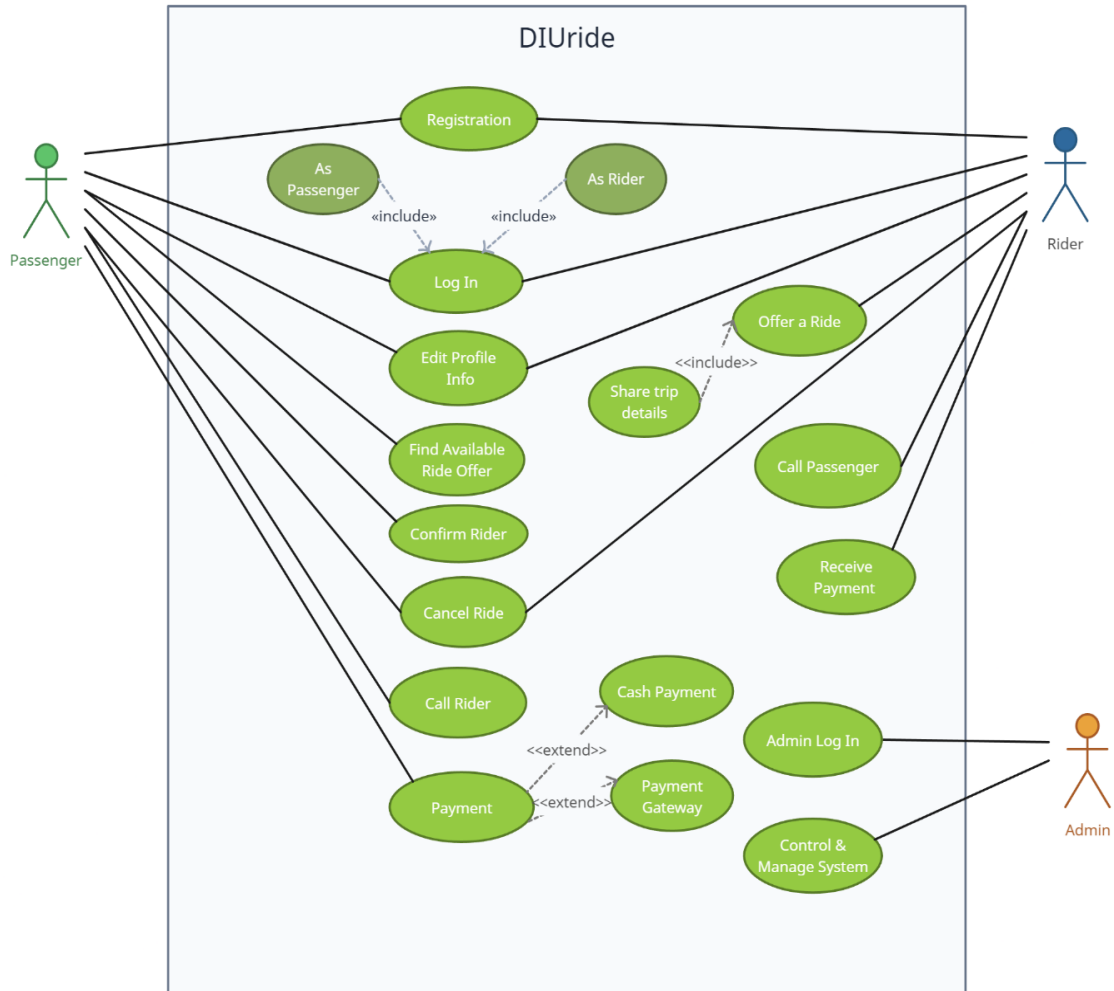 DIUride
Registration
As
Passenger
As Rider
«include»
«include»
Passenger
Rider
Log In
Offer a Ride
Edit Profile
Info
<<include>>
Share trip
details
Find Available
Ride Offer
Call Passenger
Confirm Rider
Receive
Payment
Cancel Ride
Call Rider
Cash Payment
Admin Log In
<<extend>>
Payment
<<extend>>
Payment
Gateway
Admin
Control &
Manage System